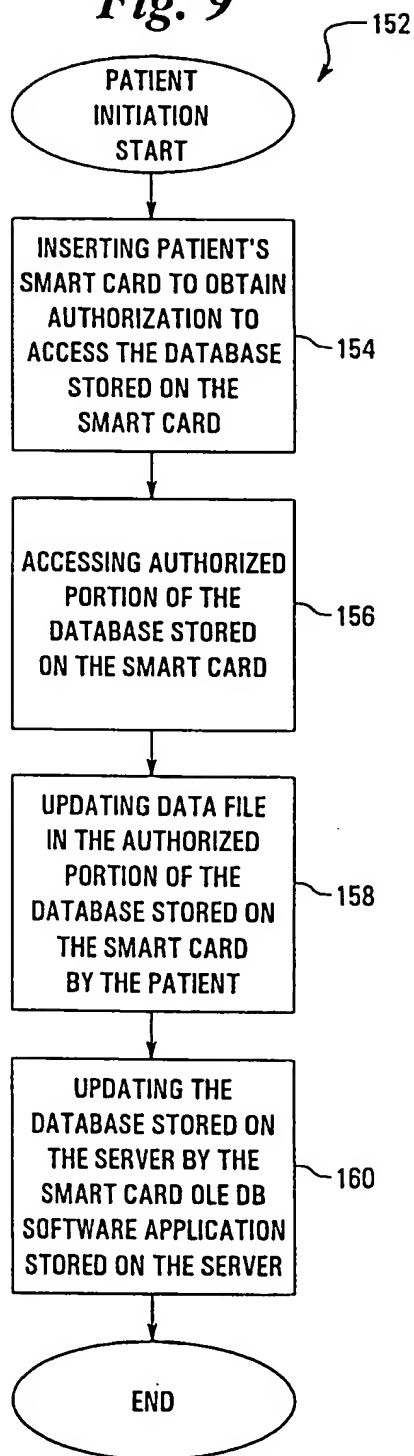 Fig. 9
152
PATIENT
INITIATION
START
INSERTING PATIENT'S
SMART CARD TO OBTAIN
AUTHORIZATION TO
ACCESS THE DATABASE
STORED ON THE
SMART CARD
154
ACCESSING AUTHORIZED
PORTION OF THE
DATABASE STORED
ON THE SMART CARD
156
UPDATING DATA FILE
IN THE AUTHORIZED
PORTION OF THE
DATABASE STORED ON
THE SMART CARD
BY THE PATIENT
158
UPDATING THE
DATABASE STORED ON
THE SERVER BY THE
SMART CARD OLE DB
SOFTWARE APPLICATION
STORED ON THE SERVER
160
END